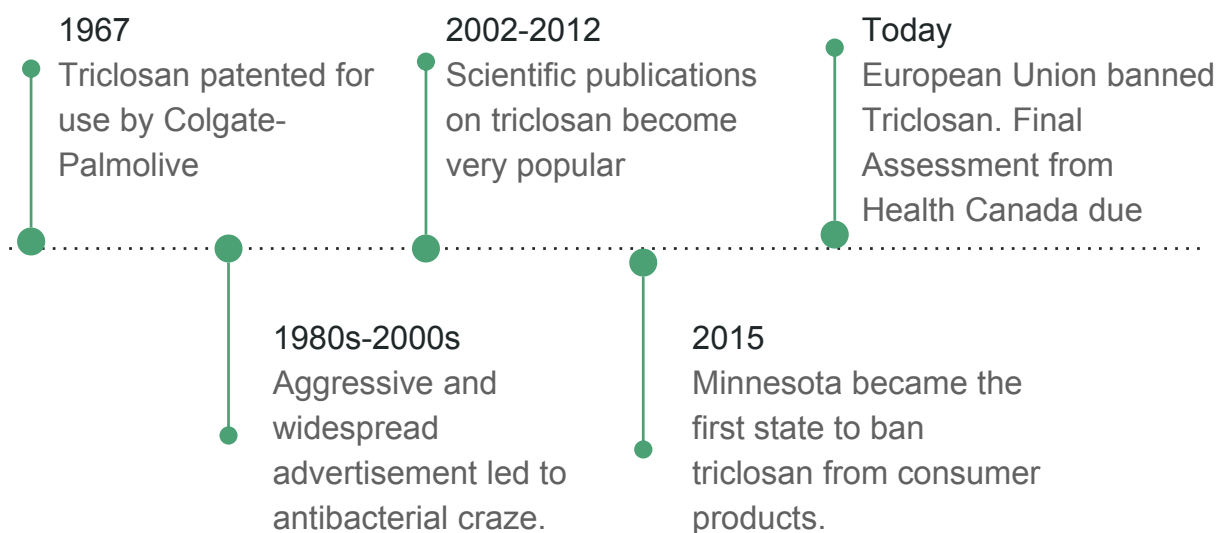 1967
Triclosan patented for
use by Colgate-
Palmolive
2002-2012
Scientific publications
on triclosan become
very popular
Today
European Union banned
Triclosan. Final
Assessment from
Health Canada due
1980s-2000s
Aggressive and
widespread
advertisement led to
antibacterial craze.
2015
Minnesota became the
first state to ban
triclosan from consumer
products.